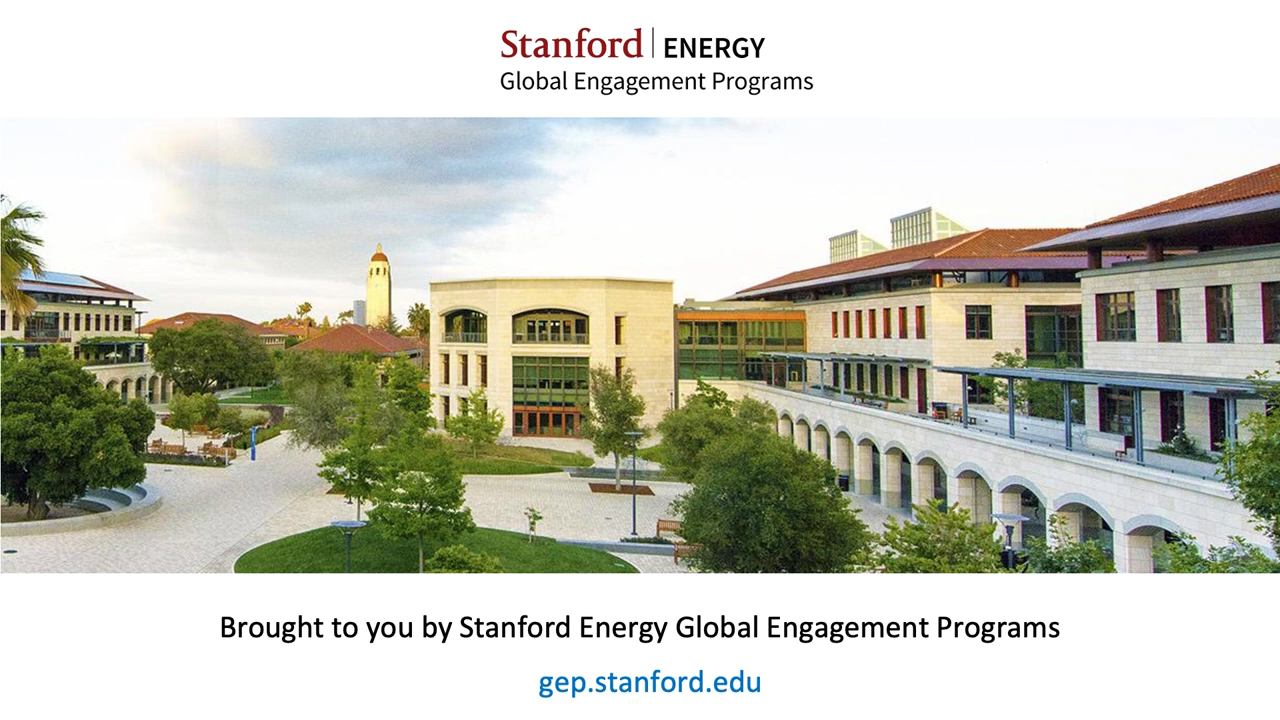 Stanford | ENERGY
Global Engagement Programs
Brought to you by Stanford Energy Global Engagement Programs
gep.stanford.edu